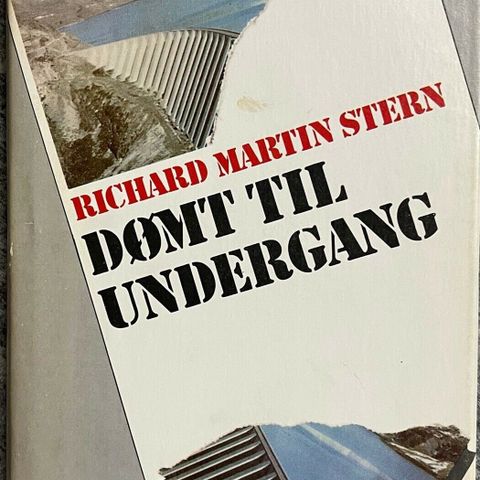 RICHARD MARTIN STERN
DØMT TIL
UNDERGANG